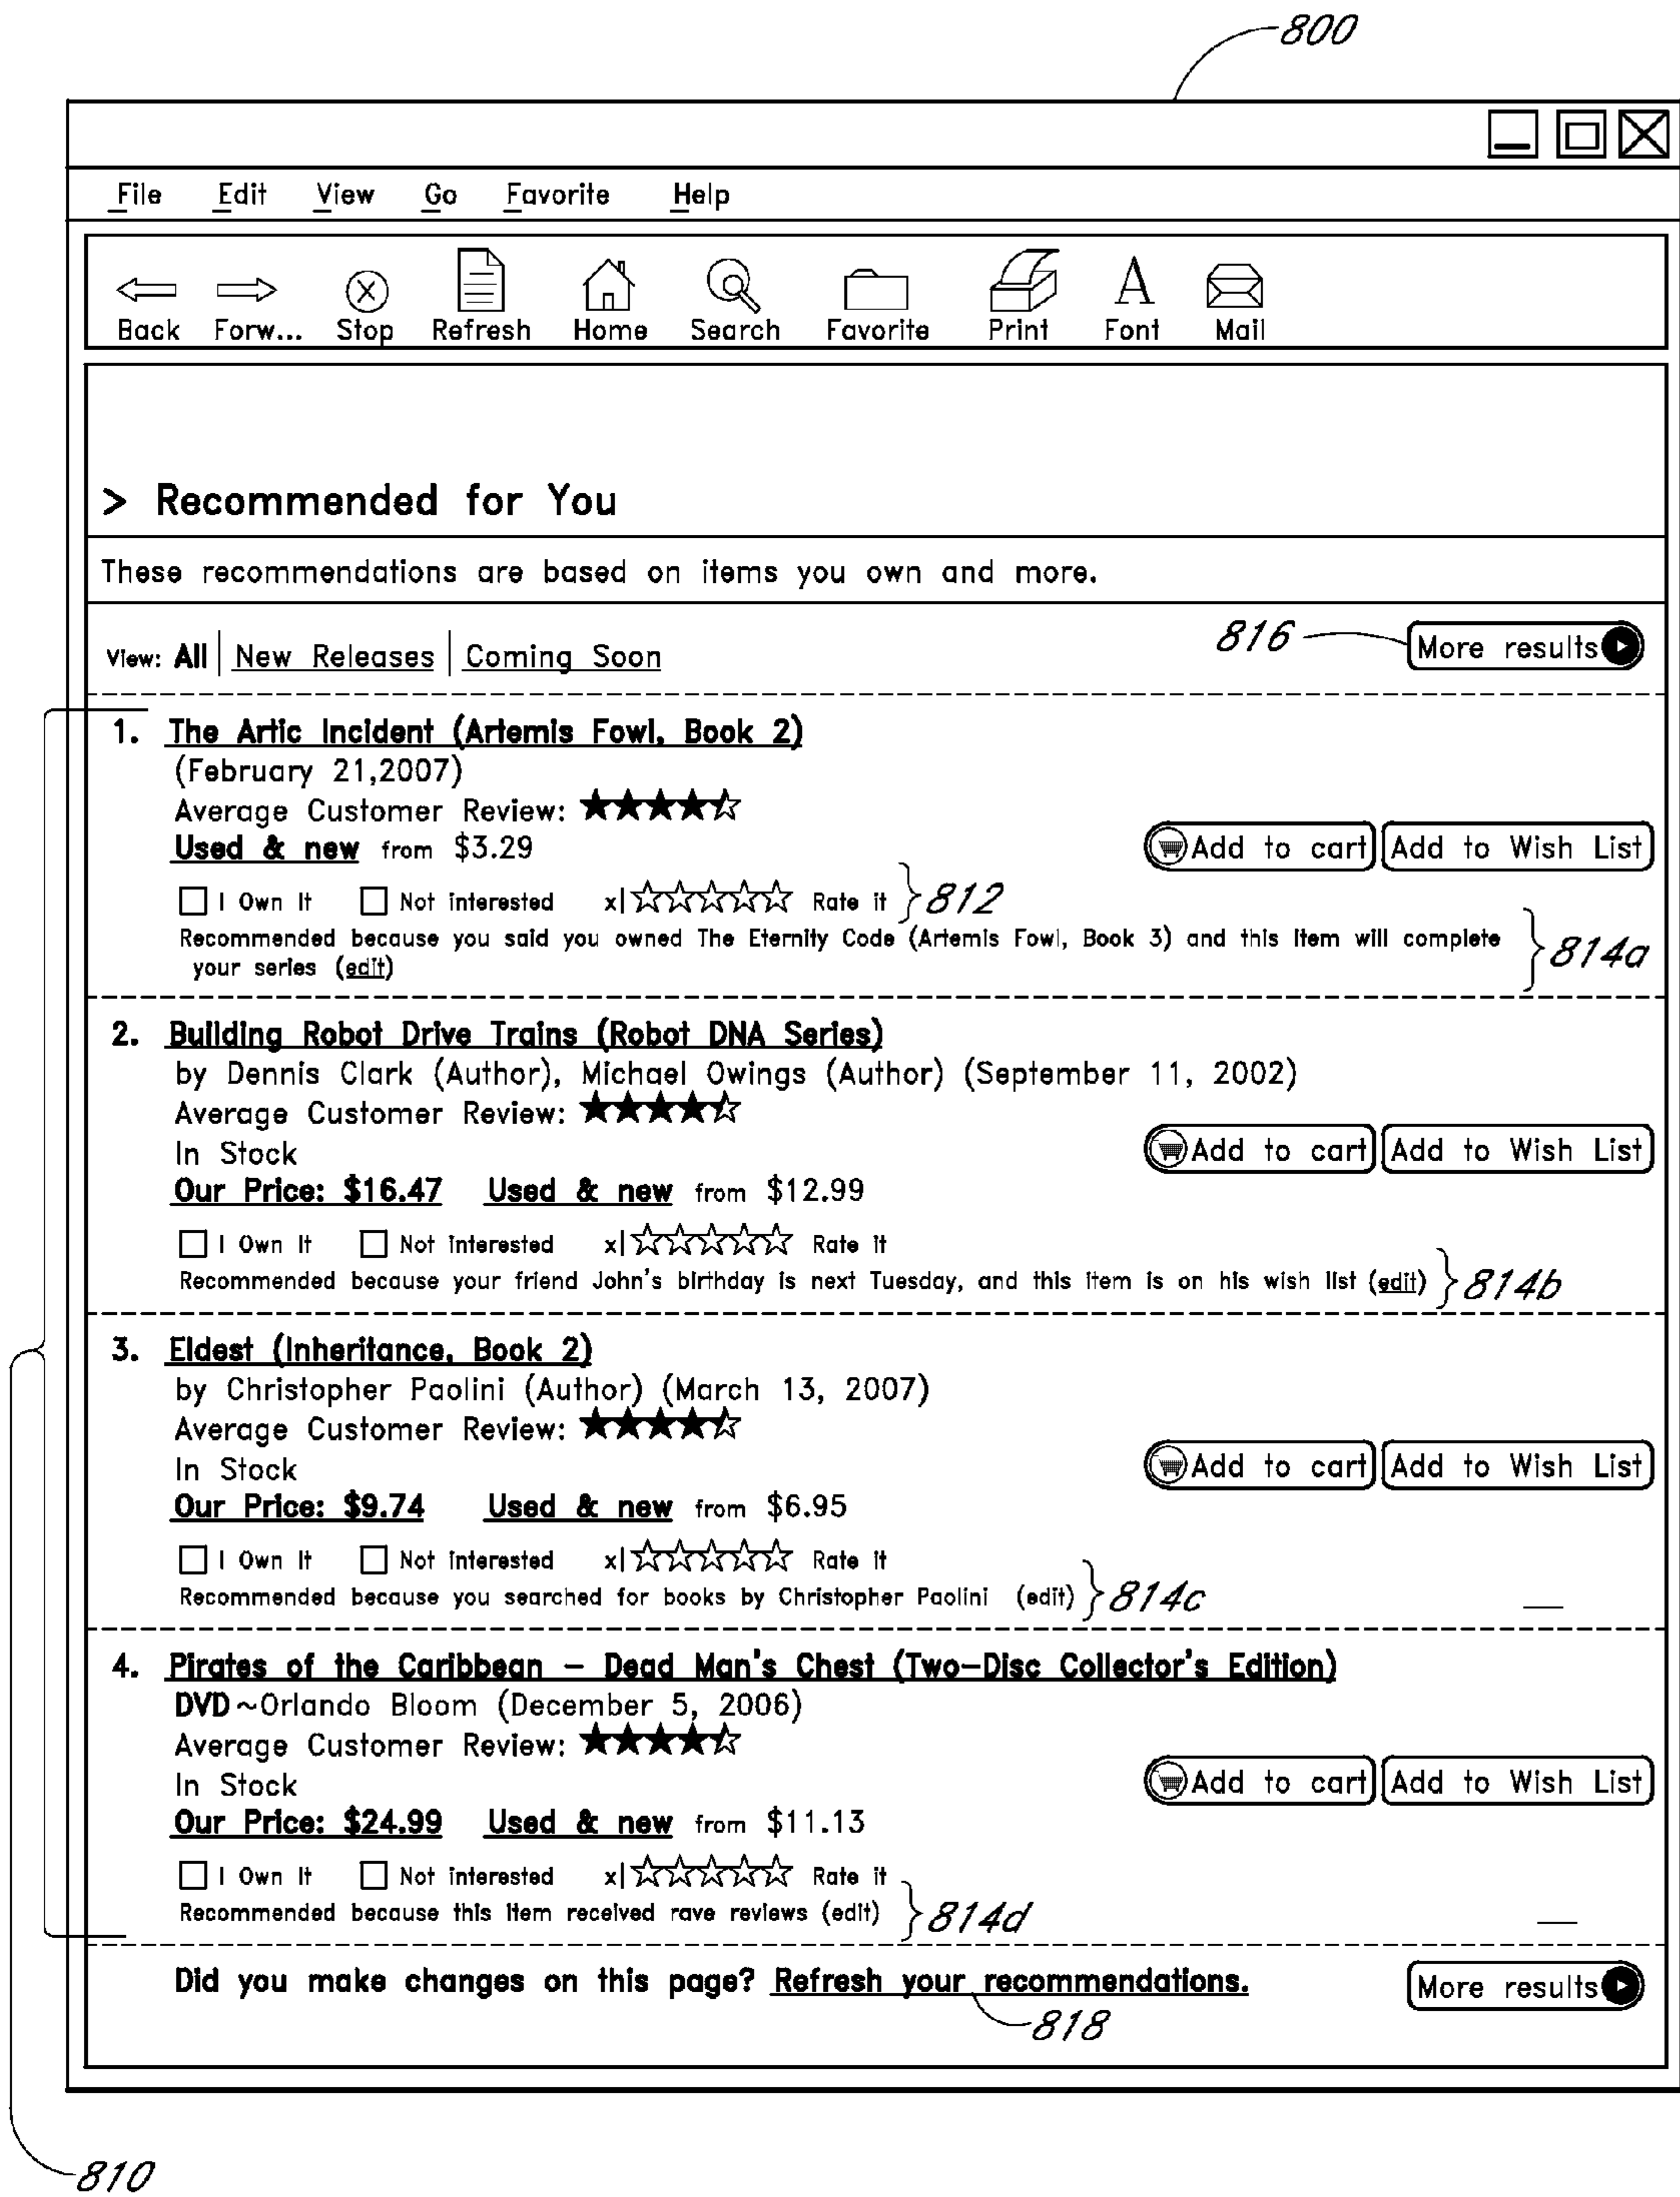 800
File Edit View Go Favorite Help
Back Forw... Stop Refresh Home Search Favorite Print Font Mail
> Recommended for You
These recommendations are based on items you own and more.
View: All | New Releases | Coming Soon 816 More results
1. The Artic Incident (Artemis Fowl, Book 2)
(February 21,2007)
Average Customer Review:
Used & new from $3.29 Add to cart Add to Wish List
I Own It Not interested x| Rate it 812
Recommended because you said you owned The Eternity Code (Artemis Fowl, Book 3) and this item will complete
your series (edit) 814a
2. Building Robot Drive Trains (Robot DNA Series)
by Dennis Clark (Author), Michael Owings (Author) (September 11, 2002)
Average Customer Review:
In Stock Add to cart Add to Wish List
Our Price: $16.47 Used & new from $12.99
I Own It Not interested x| Rate it
Recommended because your friend John's birthday is next Tuesday, and this item is on his wish list (edit) 814b
3. Eldest (Inheritance, Book 2)
by Christopher Paolini (Author) (March 13, 2007)
Average Customer Review:
In Stock Add to cart Add to Wish List
Our Price: $9.74 Used & new from $6.95
I Own It Not interested x| Rate it
Recommended because you searched for books by Christopher Paolini (edit) 814c
4. Pirates of the Caribbean – Dead Man's Chest (Two–Disc Collector's Edition)
DVD ~Orlando Bloom (December 5, 2006)
Average Customer Review:
In Stock Add to cart Add to Wish List
Our Price: $24.99 Used & new from $11.13
I Own It Not interested x| Rate it
Recommended because this item received rave reviews (edit) 814d
Did you make changes on this page? Refresh your recommendations. More results
818
810